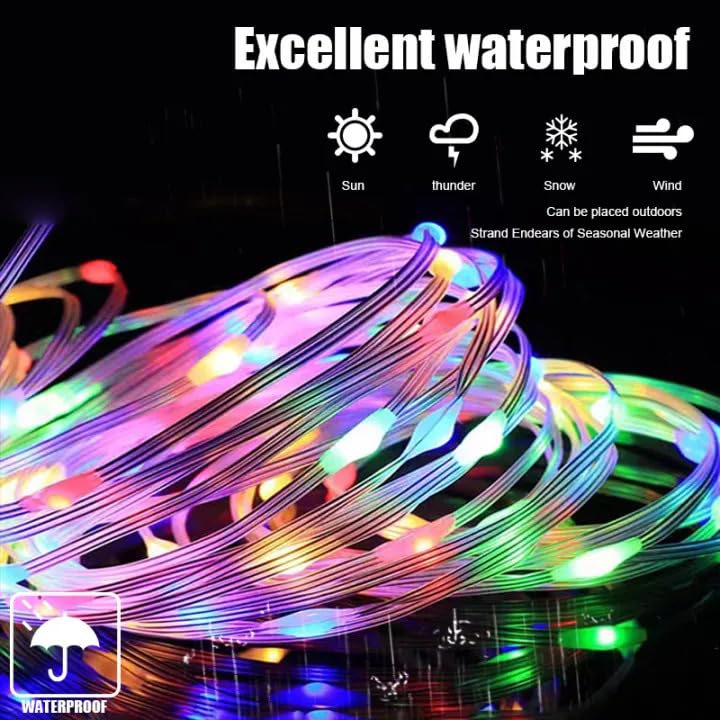 Excellent waterproof
Sun thunder Snow Wind
Can be placed outdoors
Strand Endears of Seasonal Weather
WATERPROOF